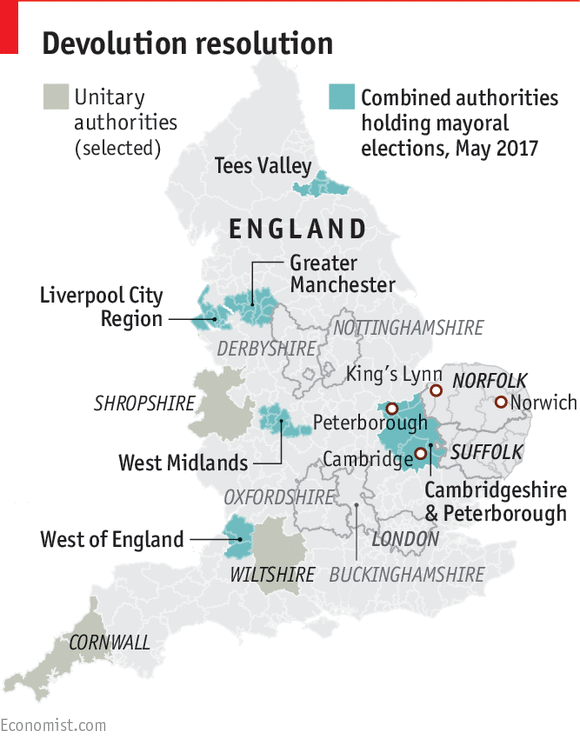 Devolution resolution
Unitary
authorities
(selected)
Combined authorities
holding mayoral
elections, May 2017
Tees Valley
ENGLAND
Greater
Manchester
Liverpool City
Region
NOTTINGHAMSHIRE
DERBYSHIRE
King's Lynn
NORFOLK
SHROPSHIRE
Norwich
Peterborough
SUFFOLK
Cambridge
West Midlands
Cambridgeshire
& Peterborough
OXFORDSHIRE
West of England
LONDON
WILTSHIRE
BUCKINGHAMSHIRE
CORNWALL
Economist.com